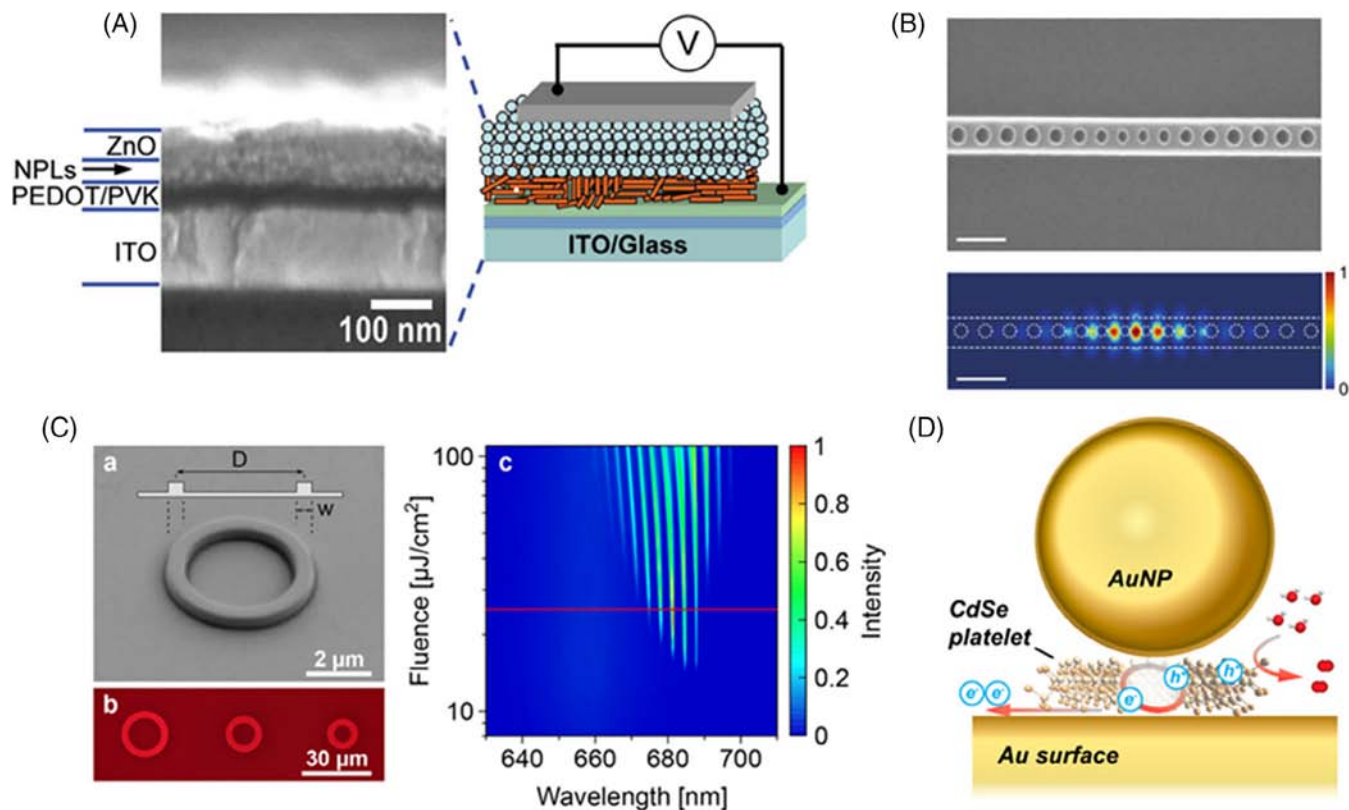 (A)
ZnO
NPLs
PEDOT/PVK
ITO
100 nm
V
ITO/Glass
(B)
1
0
(C)
a
D
w
2 µm
b
30 µm
c
Fluence [µJ/cm²]
100
10
640 660 680 700
Wavelength [nm]
1
0.8
0.6
0.4
0.2
0
Intensity
(D)
AuNP
CdSe
platelet
e⁻ e⁻
e⁻
h⁺
h⁺
Au surface